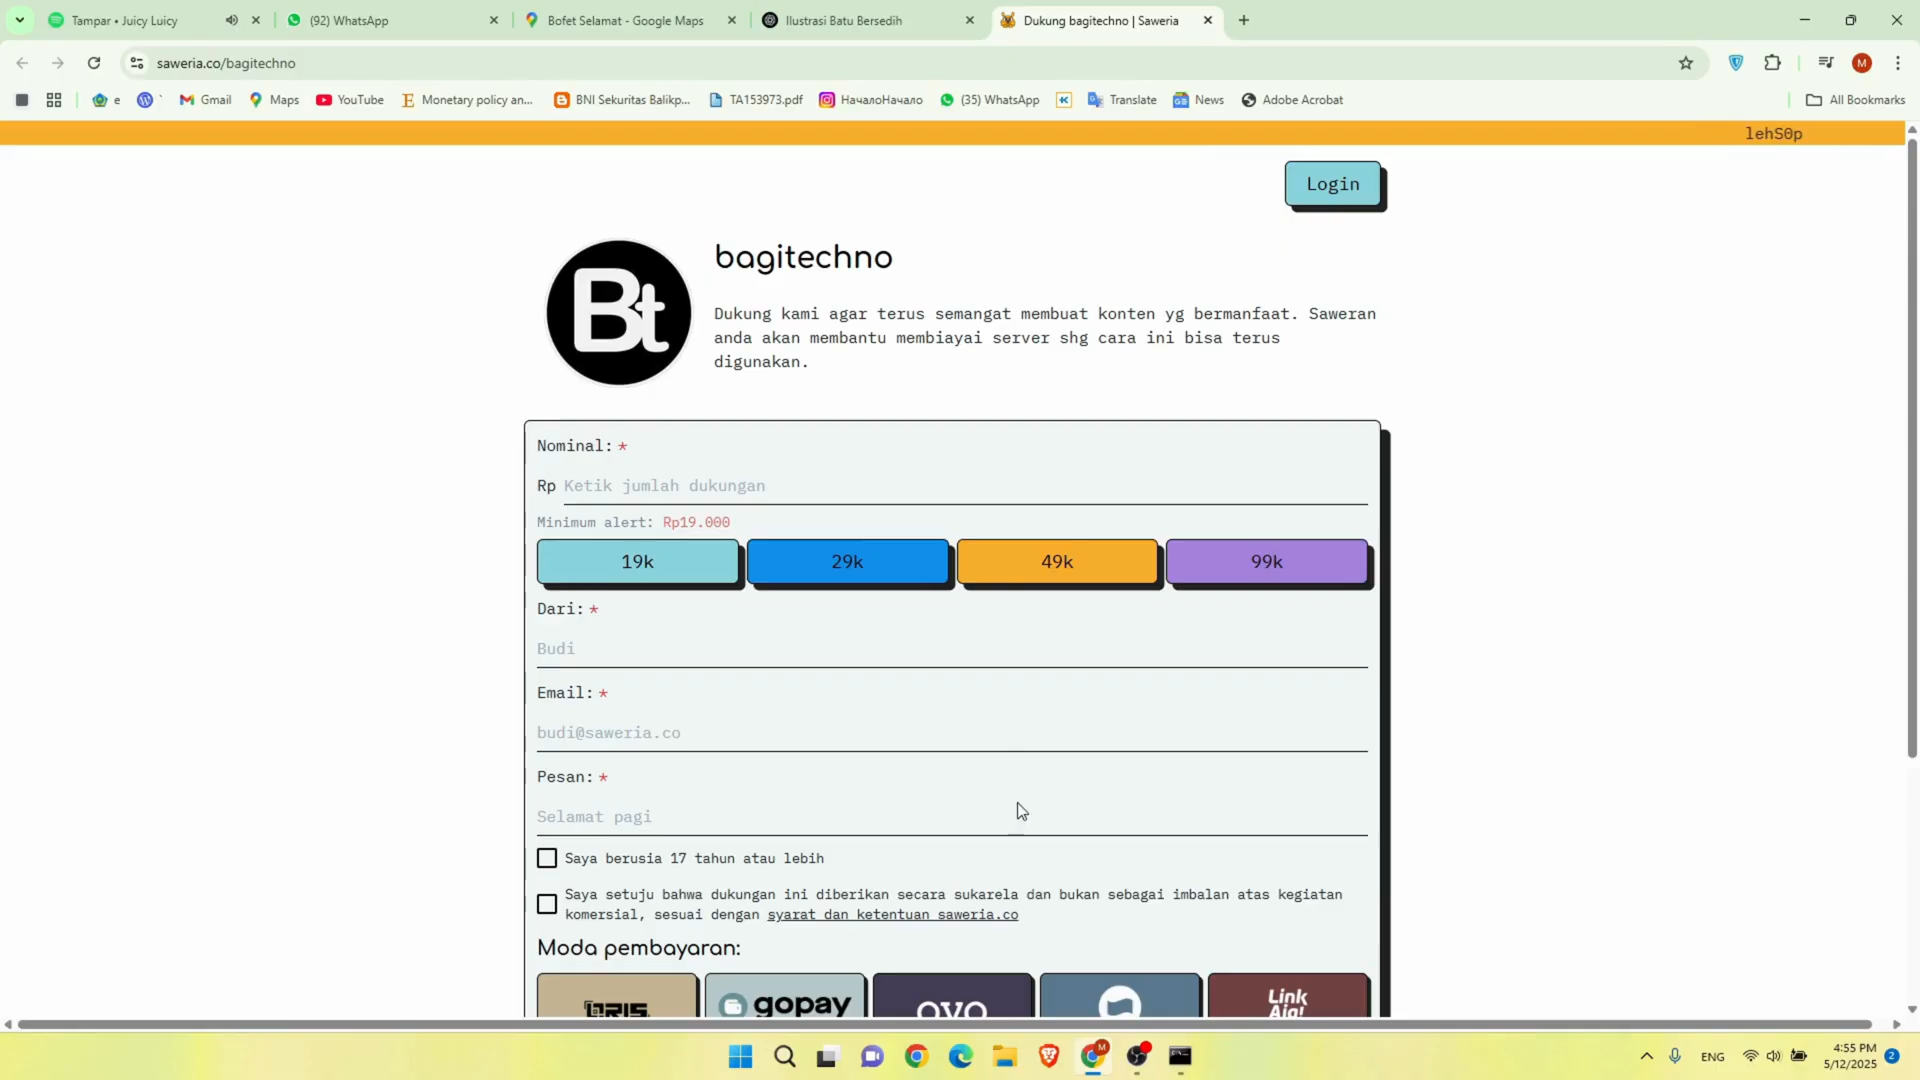 Tampar • Juicy Luicy
(92) WhatsApp
Bofet Selamat - Google Maps
Ilustrasi Batu Bersedih
Dukung bagitechno | Saweria
saweria.co/bagitechno
e
Gmail
Maps
YouTube
Monetary policy an...
BNI Sekuritas Balikp...
TA153973.pdf
НачалоНачало
(35) WhatsApp
Translate
News
Adobe Acrobat
All Bookmarks
lehS0p
Login
Bt
bagitechno
Dukung kami agar terus semangat membuat konten yg bermanfaat. Saweran
anda akan membantu membiayai server shg cara ini bisa terus
digunakan.
Nominal: *
Rp Ketik jumlah dukungan
Minimum alert: Rp19.000
19k
29k
49k
99k
Dari: *
Budi
Email: *
budi@saweria.co
Pesan: *
Selamat pagi
Saya berusia 17 tahun atau lebih
Saya setuju bahwa dukungan ini diberikan secara sukarela dan bukan sebagai imbalan atas kegiatan
komersial, sesuai dengan syarat dan ketentuan saweria.co
Moda pembayaran:
QRIS
gopay
OVO
Link
Aja!
ENG
4:55 PM
5/12/2025
2